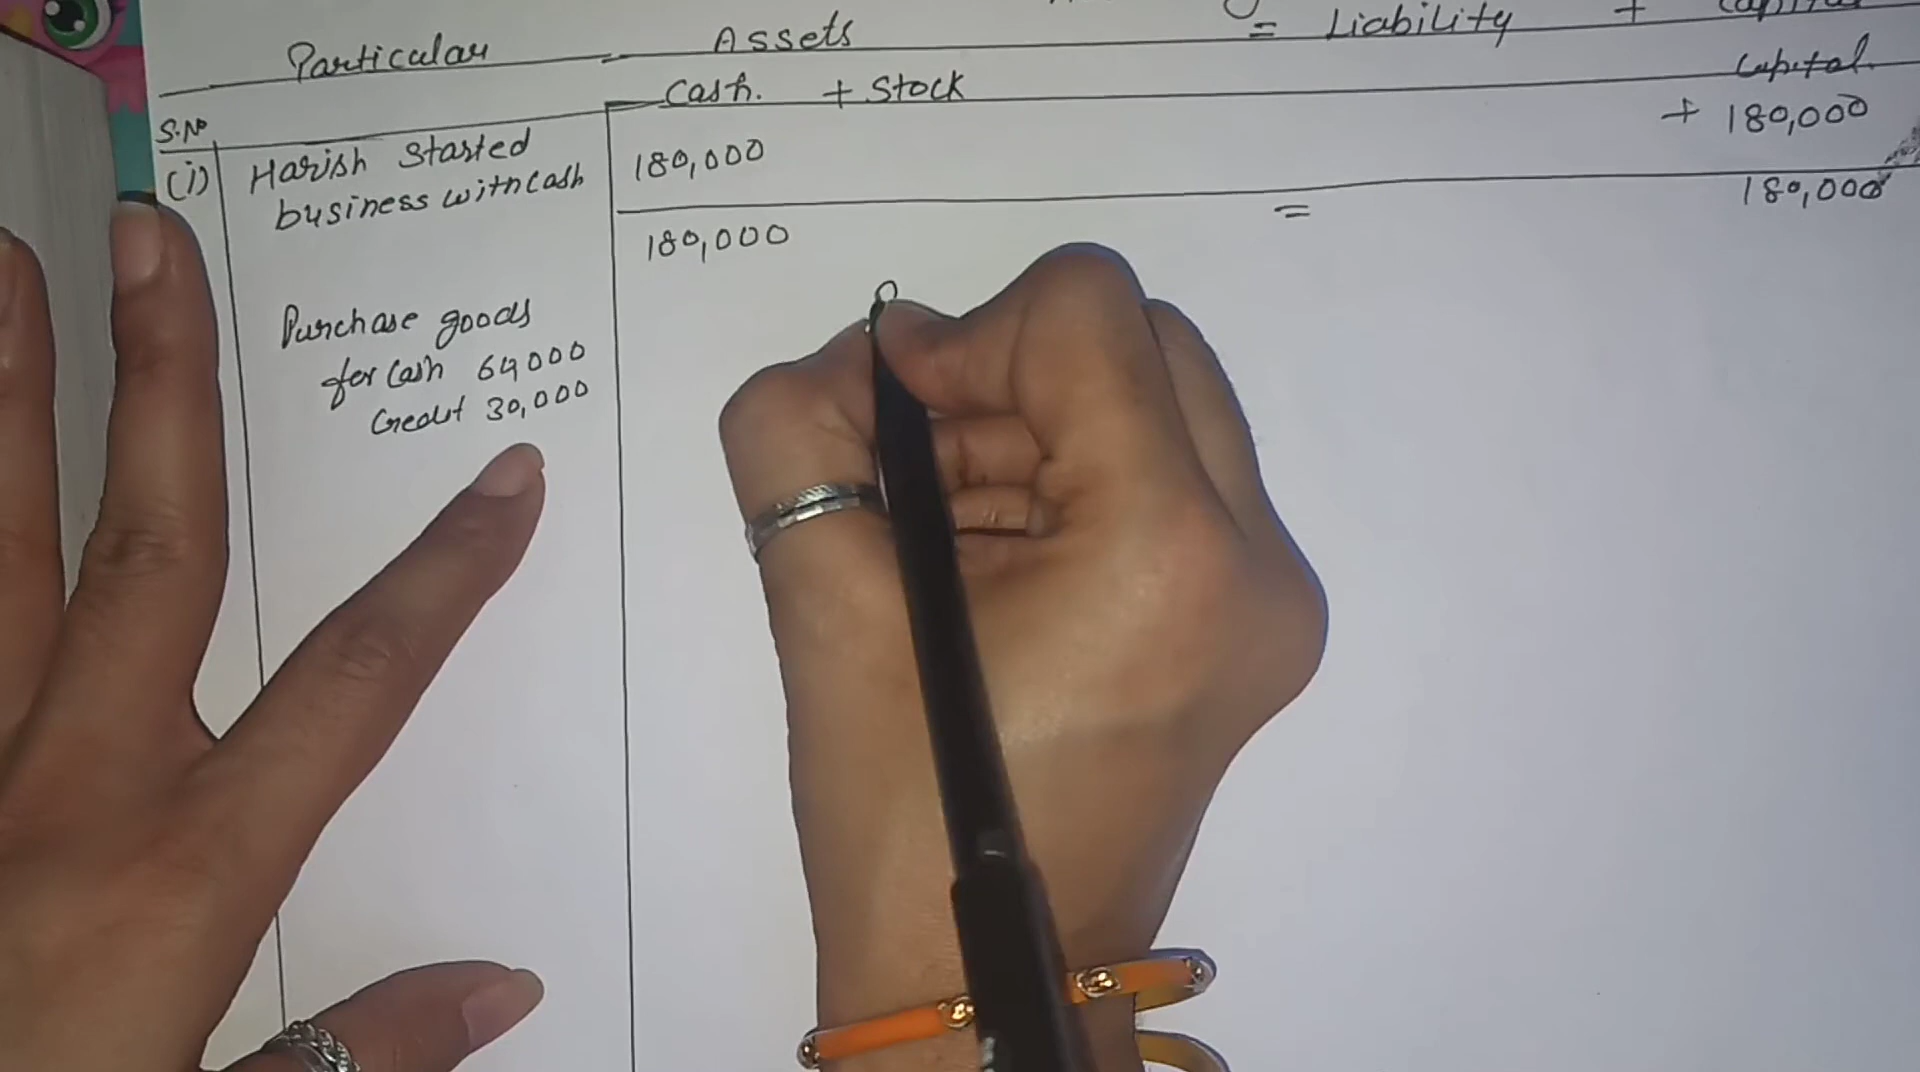 Particular Assets = Liability +
Cash. + Stock Capital.
S.No
(i) Harish Started 180,000 + 180,000
business with cash
180,000 = 180,000
Purchase goods
for Cash 64000
Credit 30,000